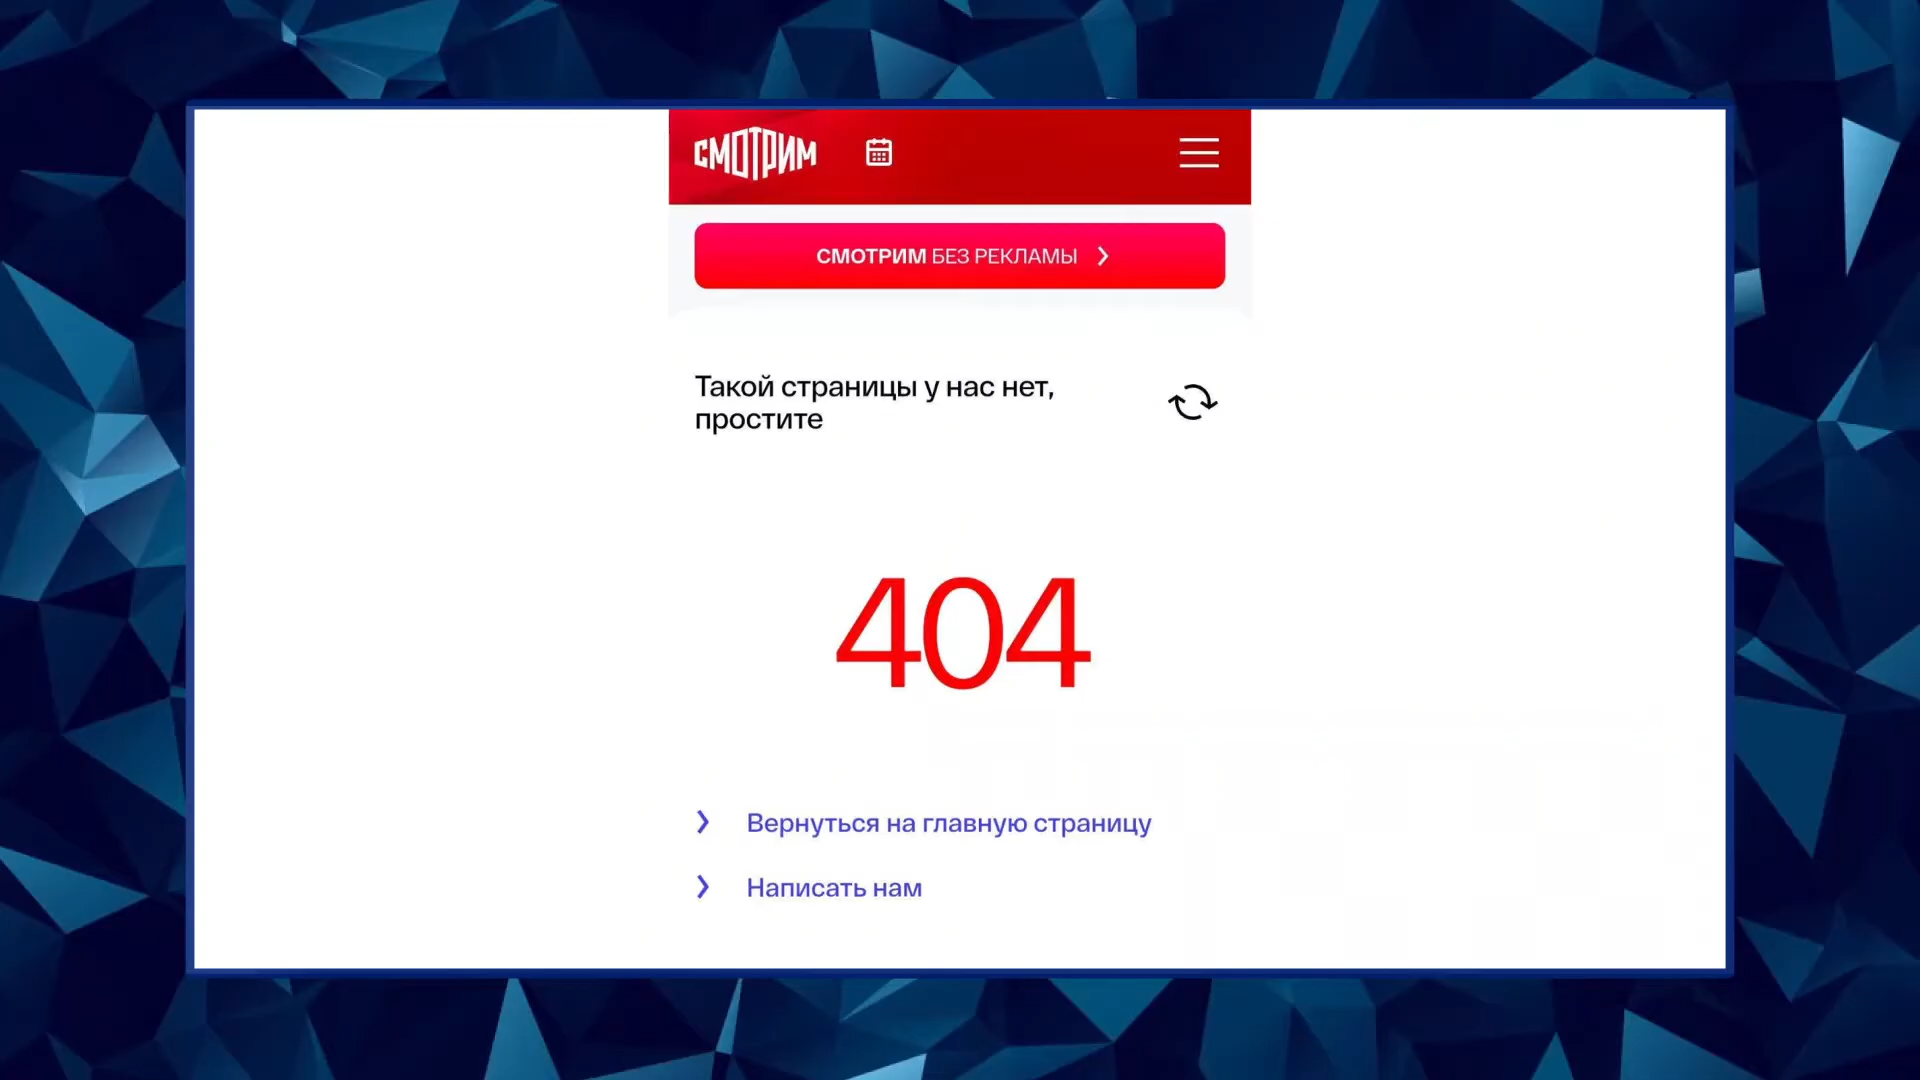 СМОТРИМ
СМОТРИМ БЕЗ РЕКЛАМЫ
Такой страницы у нас нет,
простите
404
Вернуться на главную страницу
Написать нам